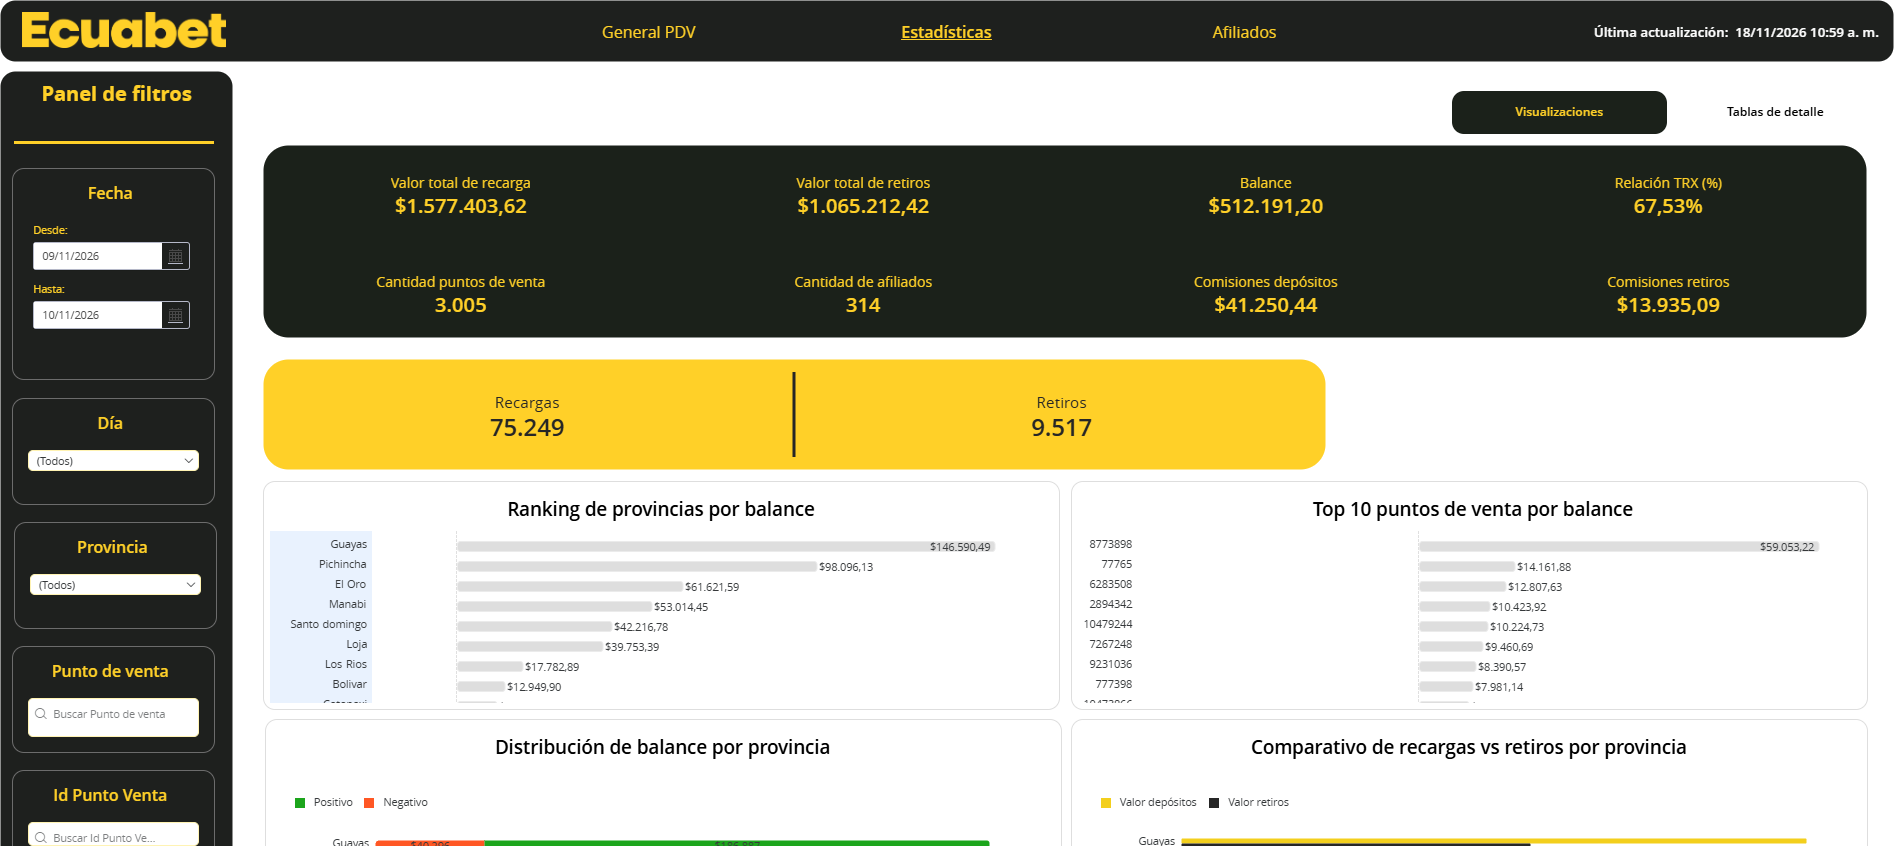 Ecuabet
General PDV
Estadísticas
Afiliados
Última actualización: 18/11/2026 10:59 a. m.
Panel de filtros
Fecha
Desde:
09/11/2026
Hasta:
10/11/2026
Día
(Todos)
Provincia
(Todos)
Punto de venta
Buscar Punto de venta
Id Punto Venta
Buscar Id Punto Ve...
Visualizaciones
Tablas de detalle
Valor total de recarga
$1.577.403,62
Valor total de retiros
$1.065.212,42
Balance
$512.191,20
Relación TRX (%)
67,53%
Cantidad puntos de venta
3.005
Cantidad de afiliados
314
Comisiones depósitos
$41.250,44
Comisiones retiros
$13.935,09
Recargas
75.249
Retiros
9.517
Ranking de provincias por balance
Guayas $146.590,49
Pichincha $98.096,13
El Oro $61.621,59
Manabi $53.014,45
Santo domingo $42.216,78
Loja $39.753,39
Los Rios $17.782,89
Bolivar $12.949,90
Top 10 puntos de venta por balance
8773898 $59.053,22
77765 $14.161,88
6283508 $12.807,63
2894342 $10.423,92
10479244 $10.224,73
7267248 $9.460,69
9231036 $8.390,57
777398 $7.981,14
Distribución de balance por provincia
Positivo
Negativo
Guayas
Comparativo de recargas vs retiros por provincia
Valor depósitos
Valor retiros
Guayas